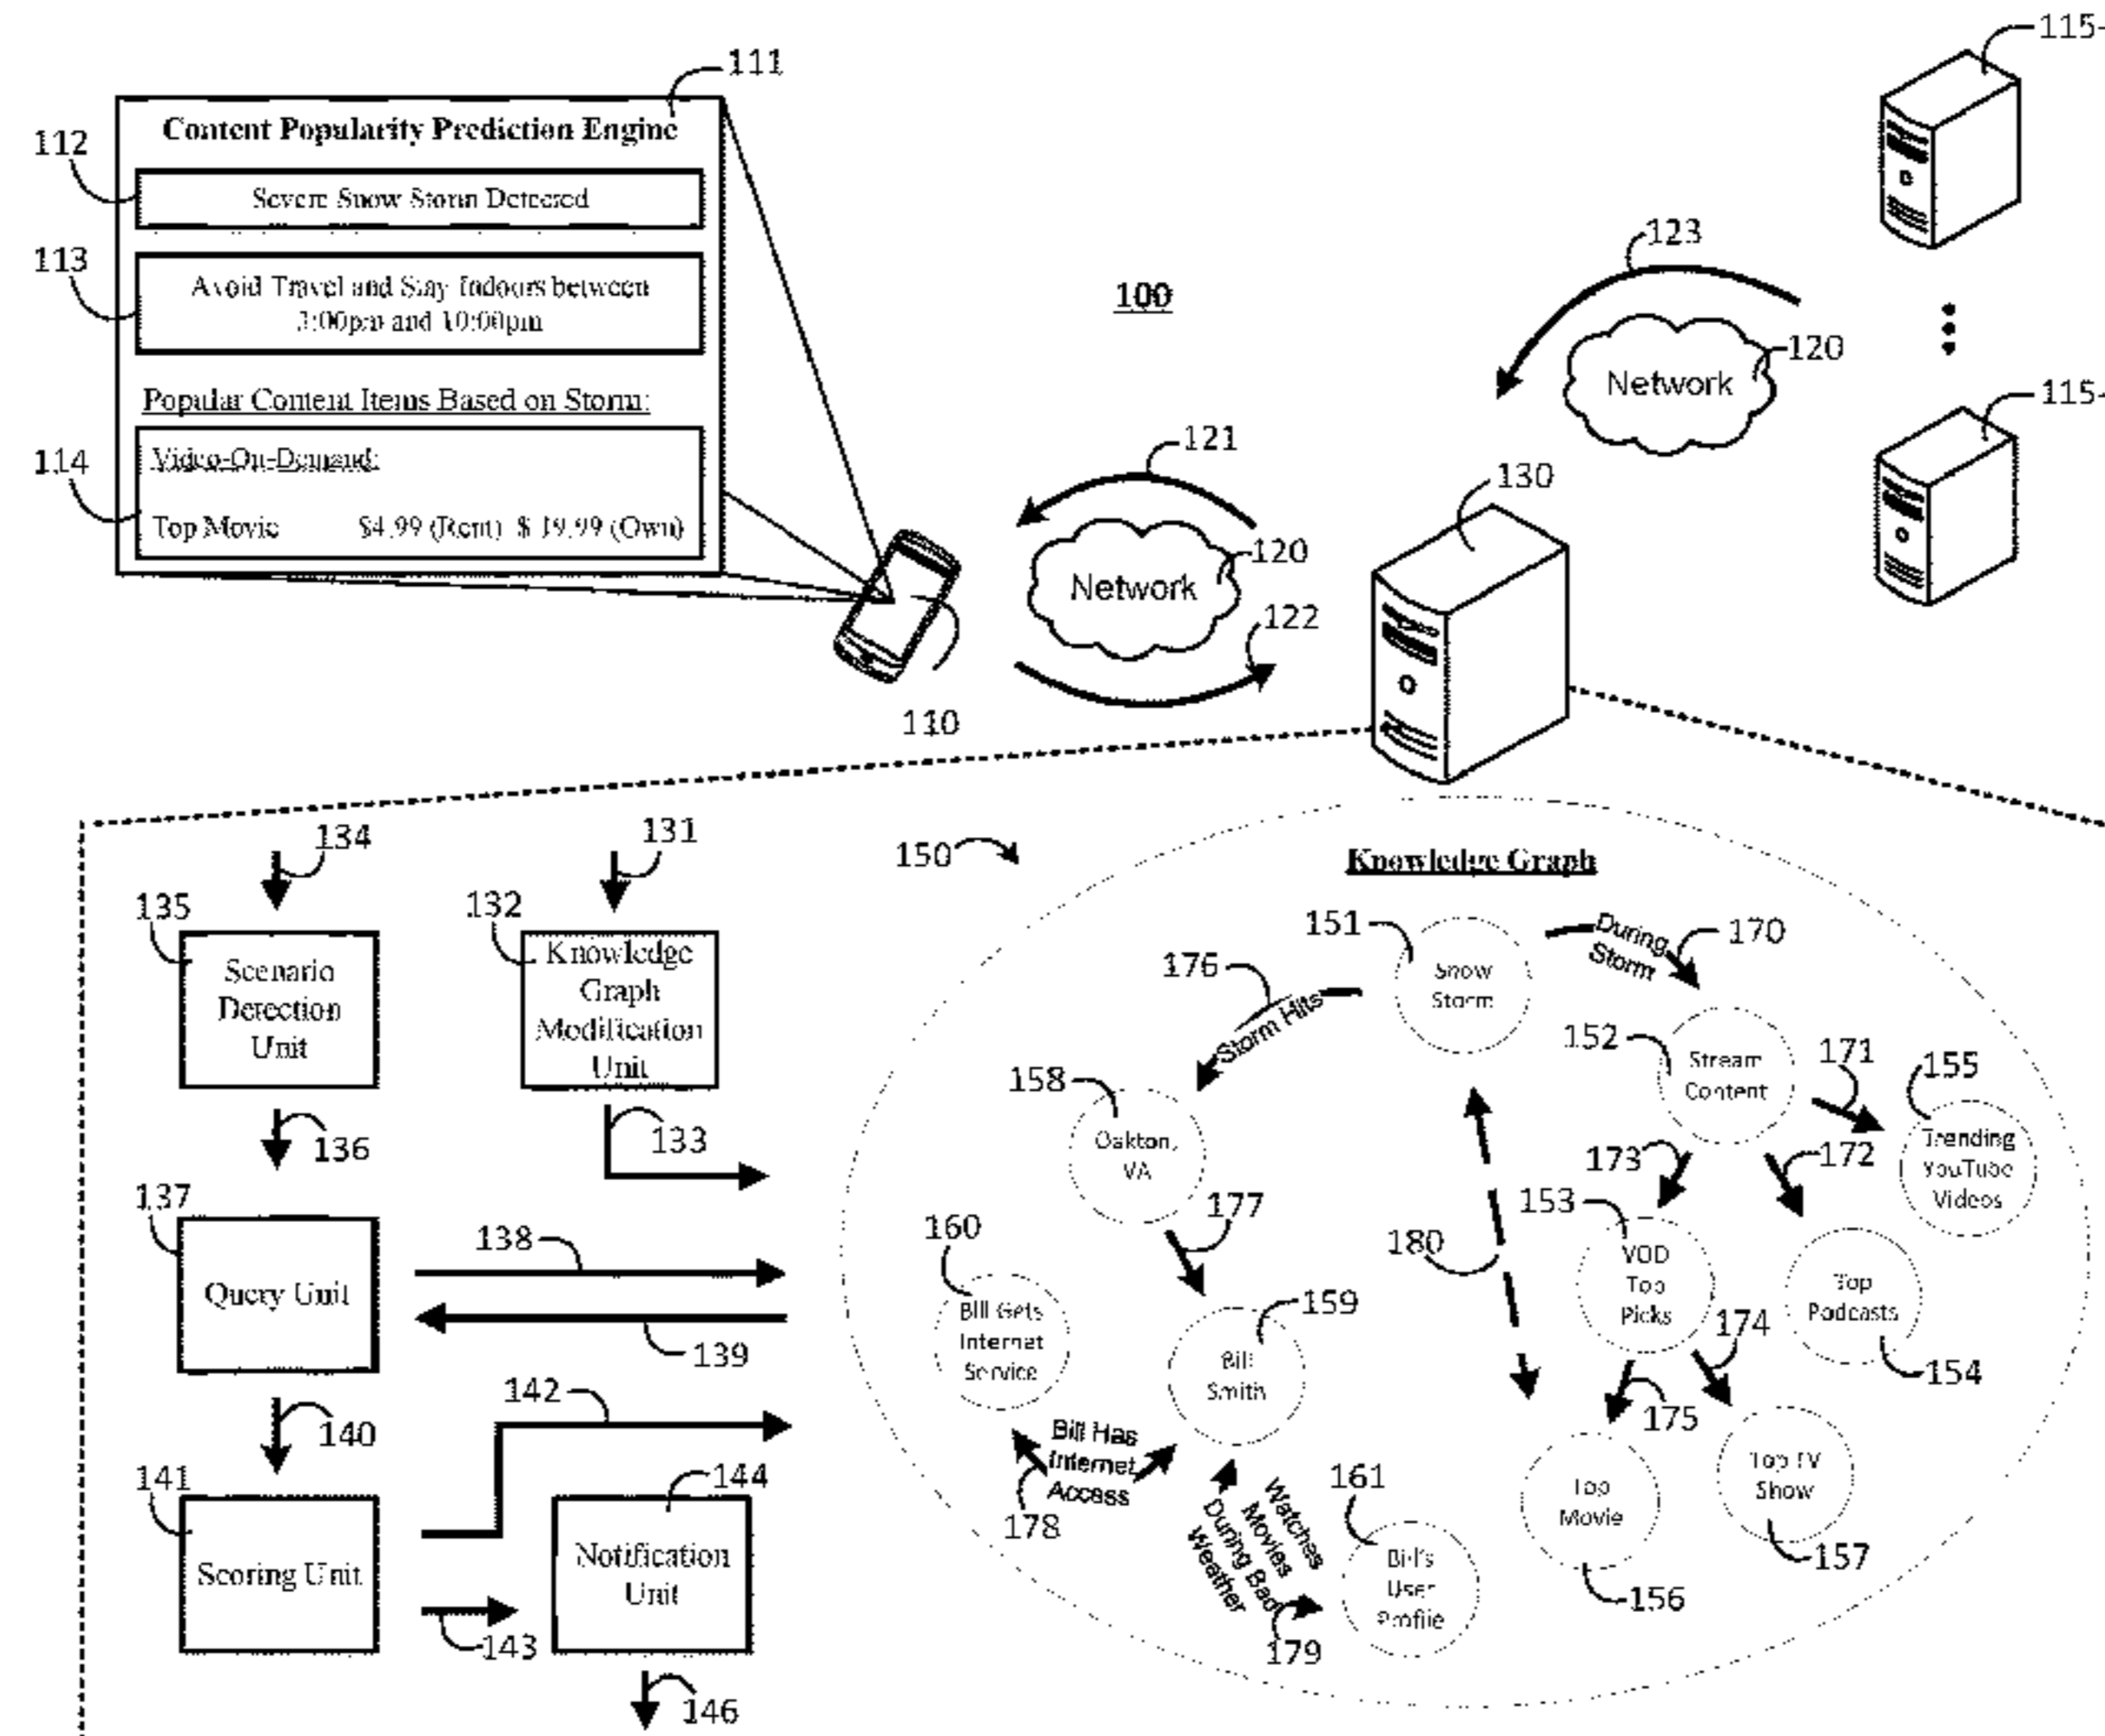 111
Content Popularity Prediction Engine
112
Severe Snow Storm Detected
113
Avoid Travel and Stay Indoors between
3:00pm and 10:00pm
Popular Content Items Based on Storm:
114
Video-On-Demand:
Top Movie $4.99 (Rent) $ 19.99 (Own)
110
100
121
Network
120
122
123
Network
120
115-
115-
130
134
135
Scenario
Detection
Unit
136
131
132
Knowledge
Graph
Modification
Unit
133
137
Query Unit
138
139
140
141
Scoring Unit
142
143
144
Notification
Unit
146
150
Knowledge Graph
151
Snow
Storm
During
Storm
170
176
Storm Hits
152
Stream
Content
171
155
Trending
YouTube
Videos
158
Oakton,
VA
173
172
177
153
VOD
Top
Picks
160
Bill Gets
Internet
Service
159
Bill
Smith
180
Top
Podcasts
154
174
175
Bill Has
Internet
Access
178
Watches
Movies
During Bad
Weather
179
161
Bill's
User
Profile
Top
Movie
156
Top TV
Show
157